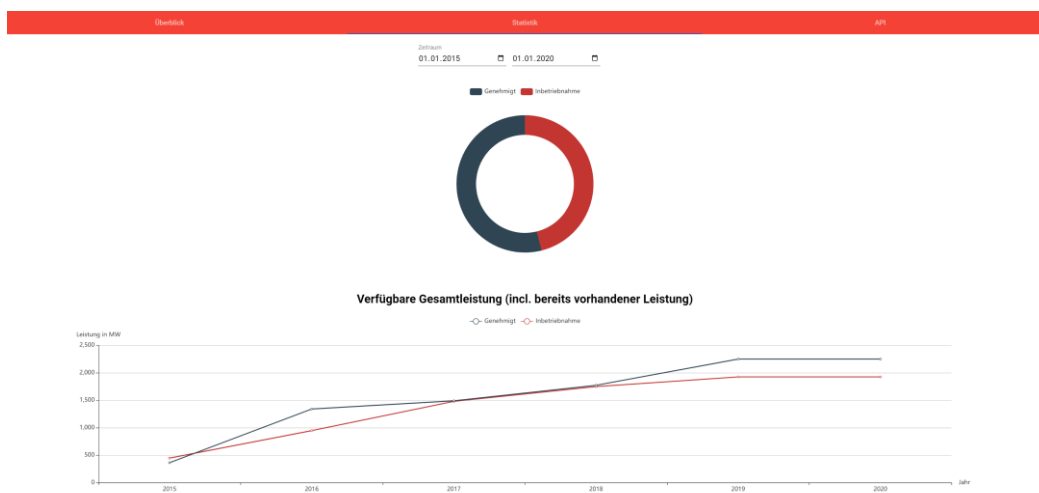 Überblick Statistik API
Zeitraum
01.01.2015 01.01.2020
Genehmigt Inbetriebnahme
Verfügbare Gesamtleistung (incl. bereits vorhandener Leistung)
Genehmigt Inbetriebnahme
Leistung in MW
2,500
2,000
1,500
1,000
500
0
Jahr
2015 2016 2017 2018 2019 2020